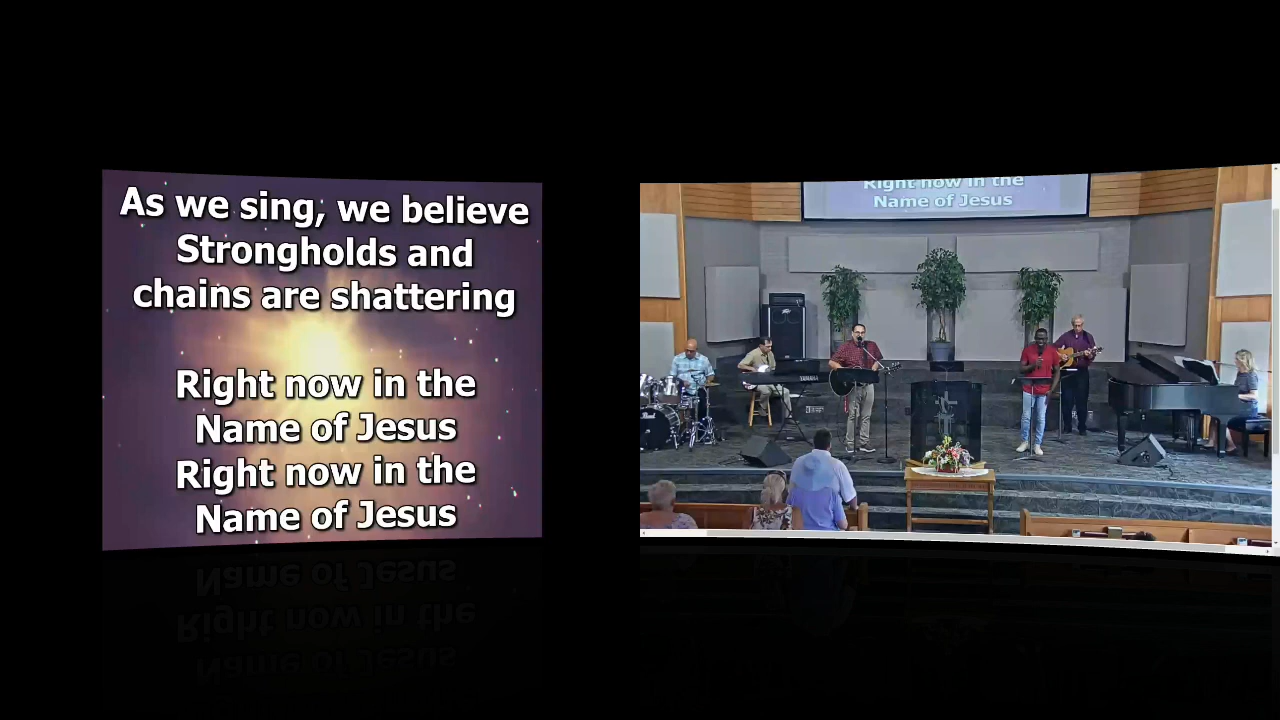 As we sing, we believe
Strongholds and
chains are shattering
Right now in the
Name of Jesus
Right now in the
Name of Jesus
Right now in the
Name of Jesus
YAMAHA